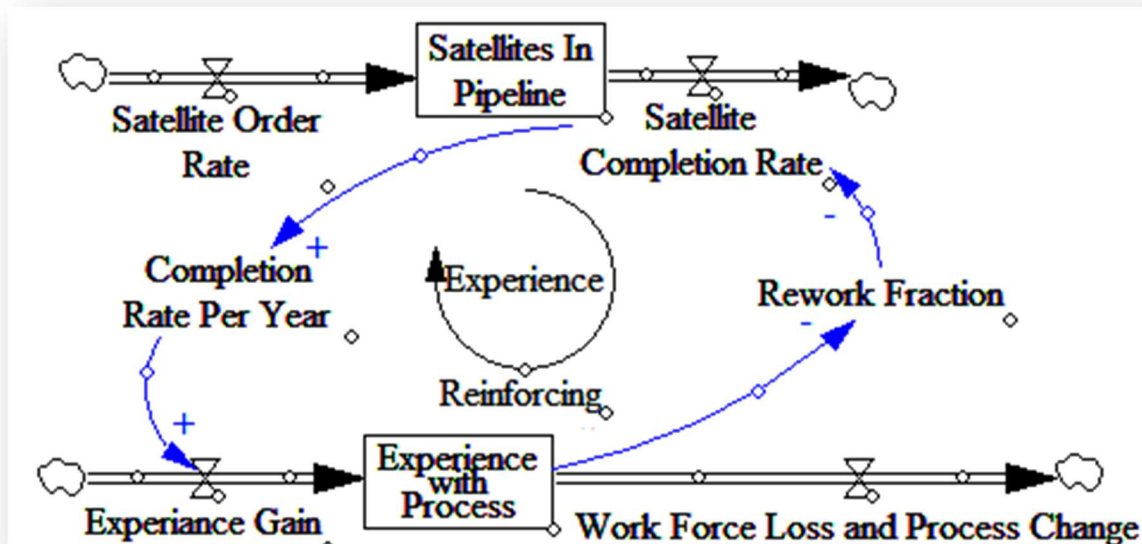 Satellites In
Pipeline
Satellite Order
Rate
Satellite
Completion Rate
-
+
Completion
Rate Per Year
Experience
Rework Fraction
-
Reinforcing
+
Experience
with
Process
Experiance Gain
Work Force Loss and Process Change